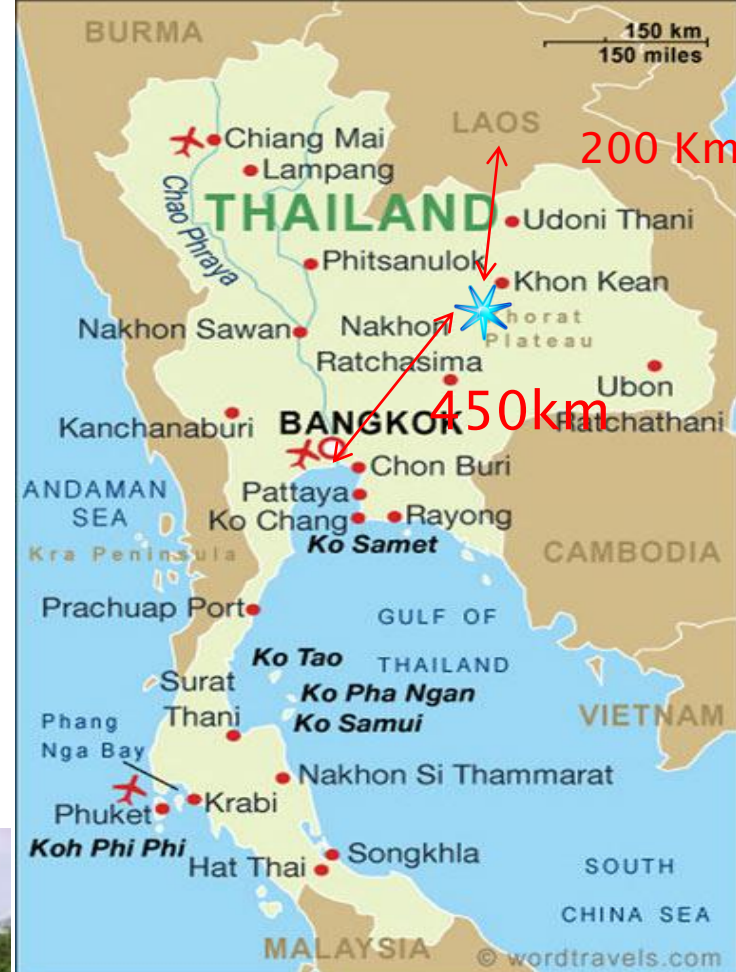 BURMA
150 km
150 miles
LAOS
200 Km
Chiang Mai
Lampang
Chao Phraya
THAILAND
Udoni Thani
Phitsanulok
Khon Kean
horat
Plateau
Nakhon Sawan
Nakhon
Ratchasima
Ubon
Ratchathani
450km
Kanchanaburi
BANGKOK
Chon Buri
ANDAMAN
SEA
Pattaya
Ko Chang
Rayong
Ko Samet
Kra Peninsula
CAMBODIA
Prachuap Port
GULF OF
THAILAND
Ko Tao
Ko Pha Ngan
Ko Samui
Surat
Thani
VIETNAM
Phang
Nga Bay
Nakhon Si Thammarat
Krabi
Phuket
Koh Phi Phi
Hat Thai
Songkhla
SOUTH
CHINA SEA
MALAYSIA
© wordtravels.com